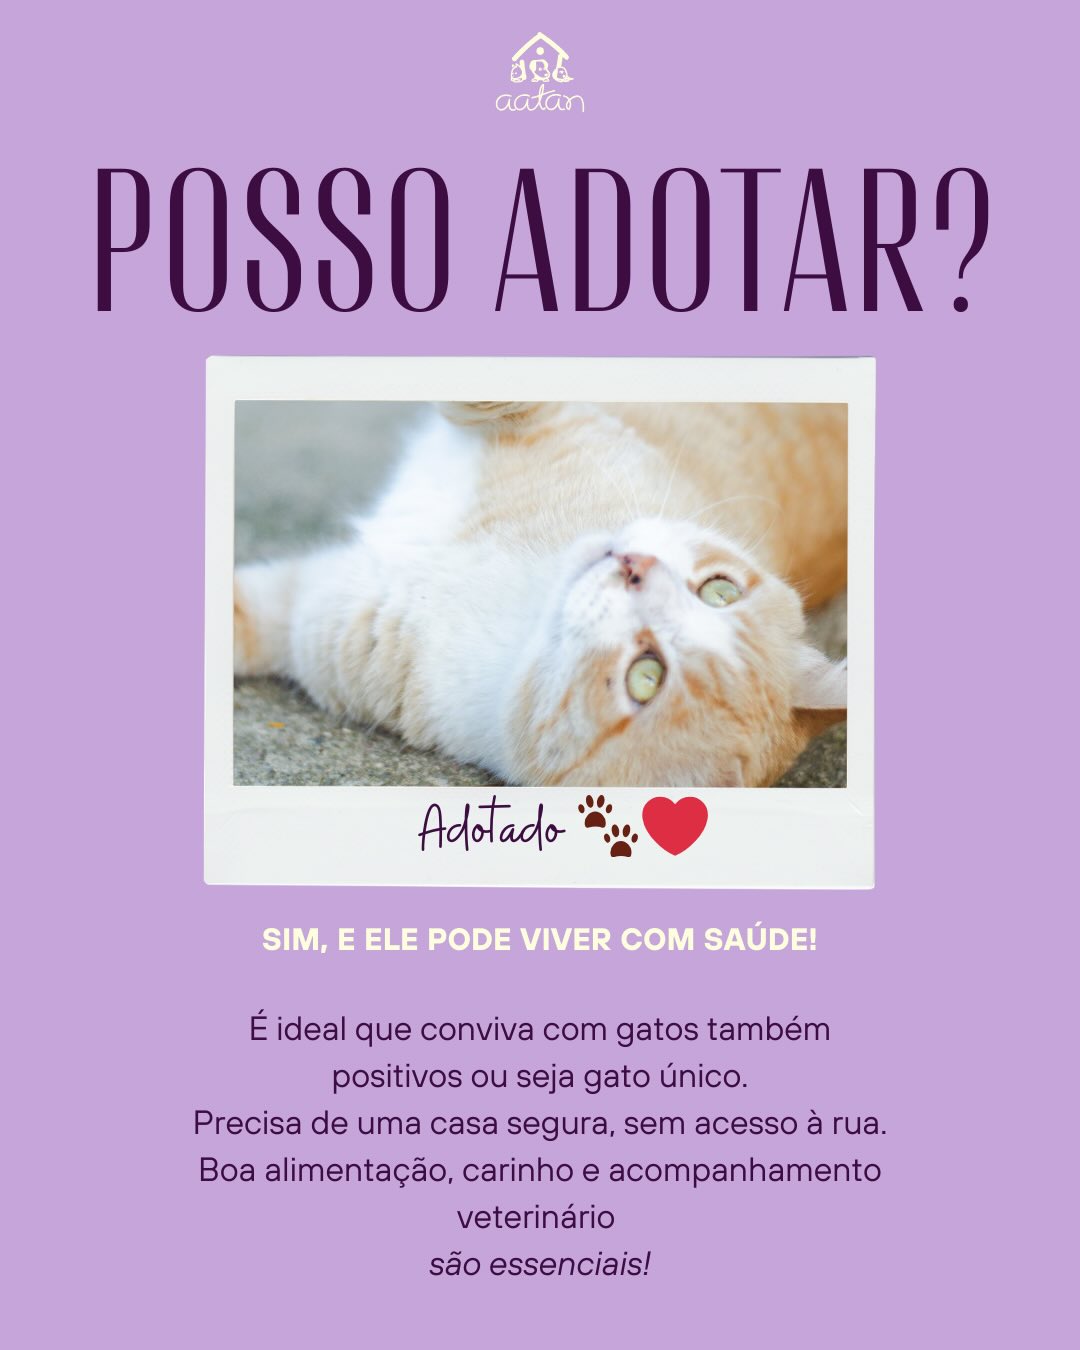 aatan
POSSO ADOTAR?
Adotado
SIM, E ELE PODE VIVER COM SAÚDE!
É ideal que conviva com gatos também
positivos ou seja gato único.
Precisa de uma casa segura, sem acesso à rua.
Boa alimentação, carinho e acompanhamento
veterinário
são essenciais!